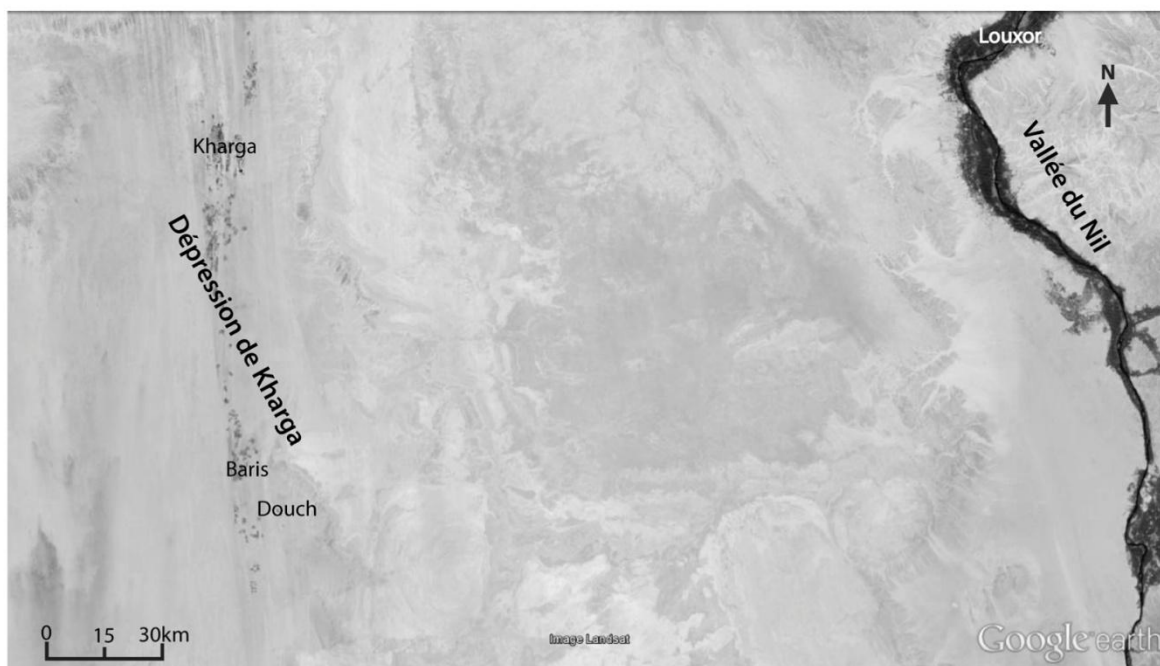 Louxor
N
Vallée du Nil
Kharga
Dépression de Kharga
Baris
Douch
0 15 30km
Image Landsat
Google earth